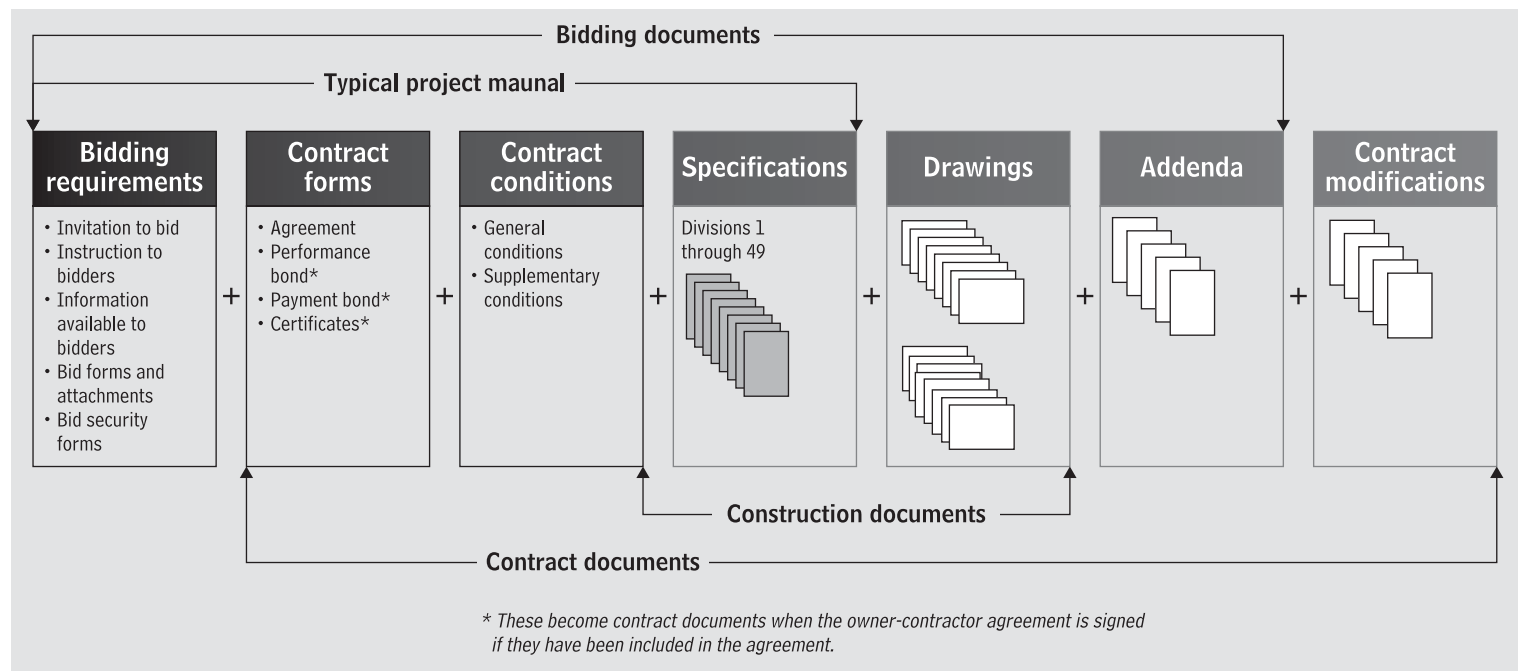 Bidding documents
Typical project maunal
Bidding
requirements
• Invitation to bid
• Instruction to
bidders
• Information
available to
bidders
• Bid forms and
attachments
• Bid security
forms
+
Contract
forms
• Agreement
• Performance
bond*
• Payment bond*
• Certificates*
+
Contract
conditions
• General
conditions
• Supplementary
conditions
+
Specifications
Divisions 1
through 49
+
Drawings
+
Addenda
+
Contract
modifications
Construction documents
Contract documents
* These become contract documents when the owner-contractor agreement is signed
if they have been included in the agreement.